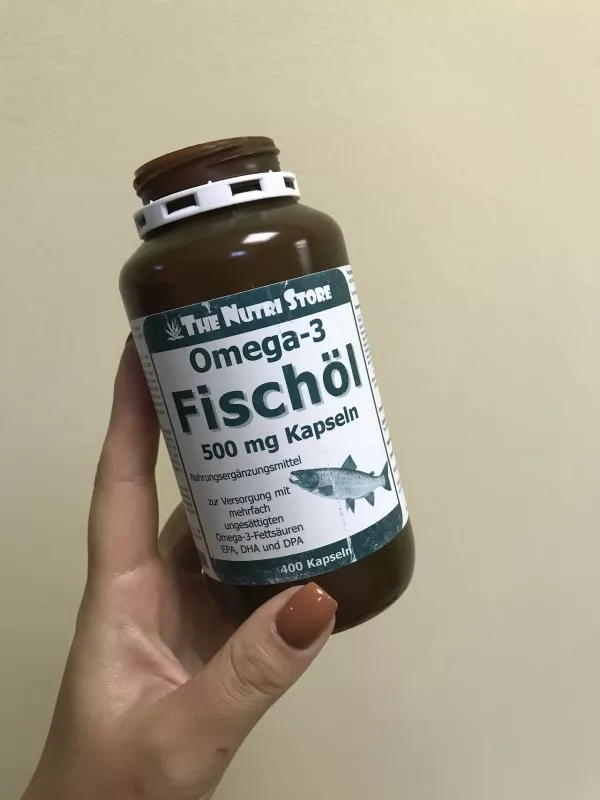 THE NUTRI STORE
Omega-3
Fischöl
500 mg Kapseln
Nahrungsergänzungsmittel
zur Versorgung mit
mehrfach
ungesättigten
Omega-3-Fettsäuren
EPA, DHA und DPA
400 Kapseln